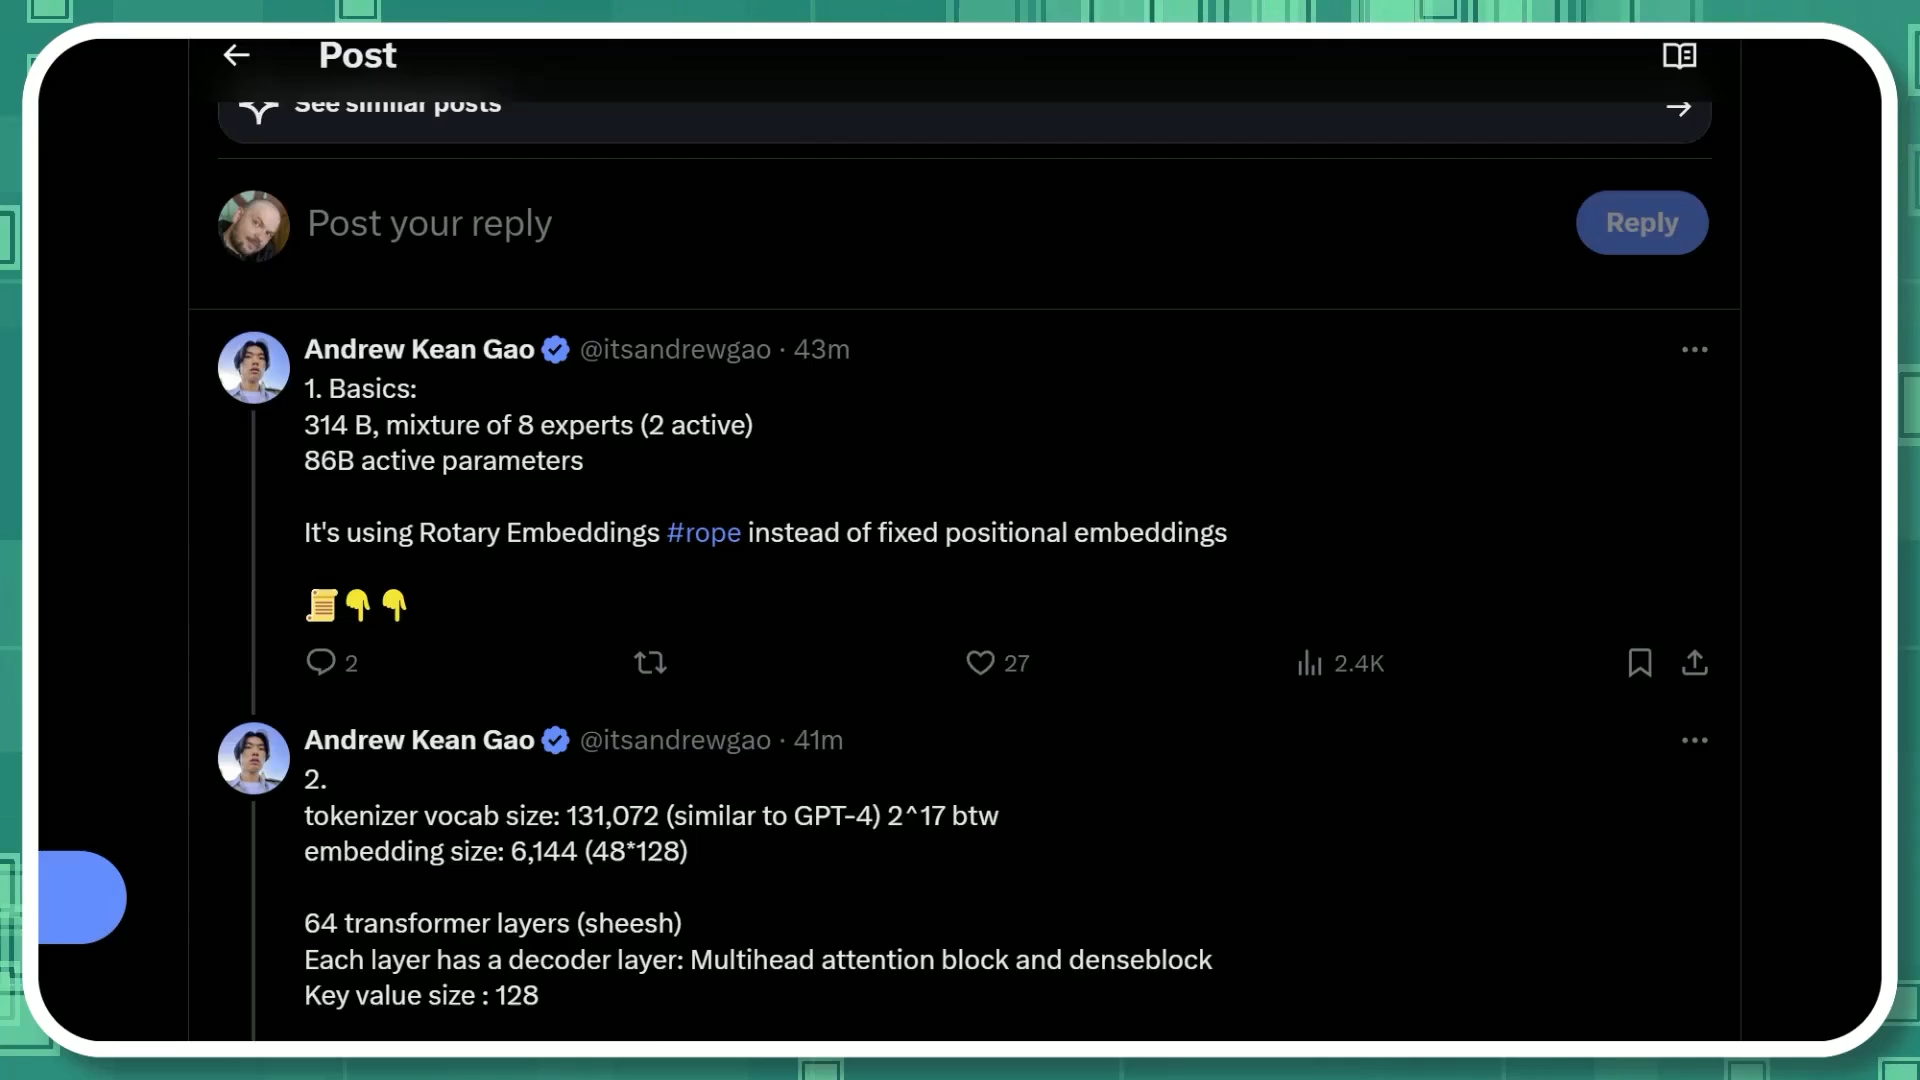 Post
See similar posts
Post your reply
Reply
Andrew Kean Gao @itsandrewgao · 43m
1. Basics:
314 B, mixture of 8 experts (2 active)
86B active parameters
It's using Rotary Embeddings #rope instead of fixed positional embeddings
2 27 2.4K
Andrew Kean Gao @itsandrewgao · 41m
2.
tokenizer vocab size: 131,072 (similar to GPT-4) 2^17 btw
embedding size: 6,144 (48*128)
64 transformer layers (sheesh)
Each layer has a decoder layer: Multihead attention block and denseblock
Key value size : 128